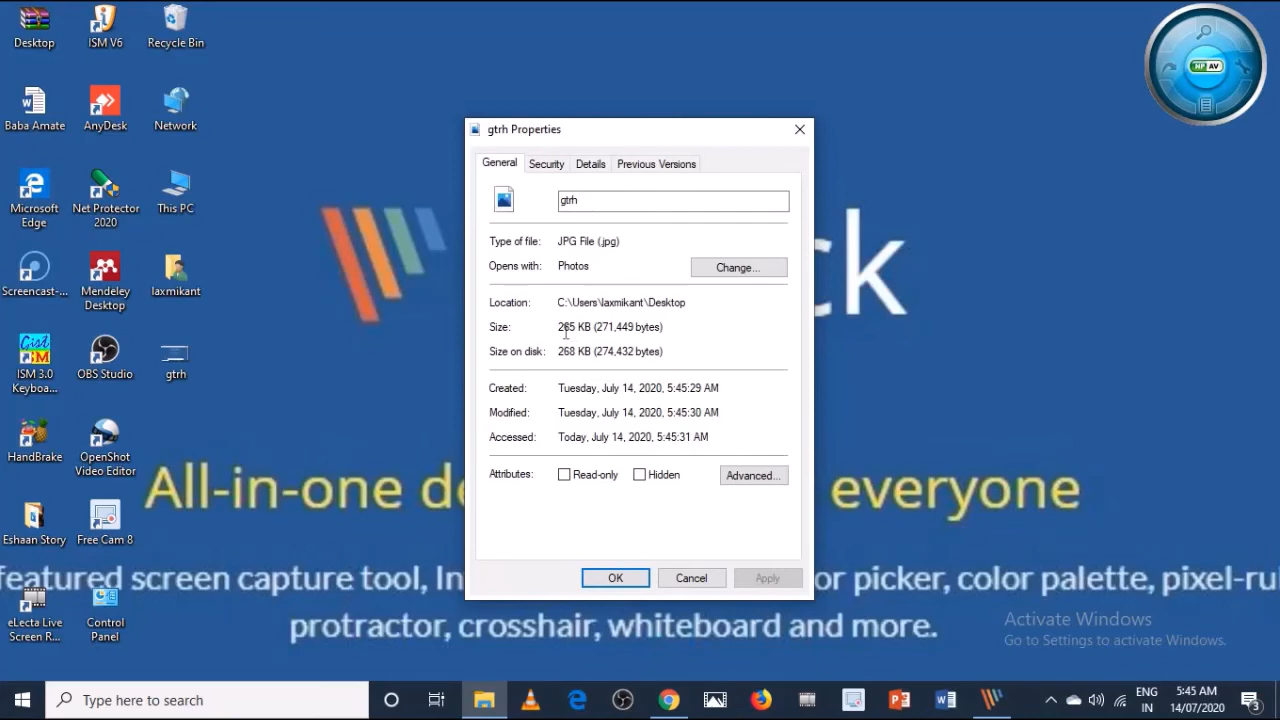 Desktop
ISM V6
Recycle Bin
Baba Amate
AnyDesk
Network
Microsoft
Edge
Net Protector
2020
This PC
Screencast-...
Mendeley
Desktop
laxmikant
ISM 3.0
Keyboa...
OBS Studio
gtrh
HandBrake
OpenShot
Video Editor
Eshaan Story
Free Cam 8
eLecta Live
Screen R...
Control
Panel
NP AV
gtrh Properties
General
Security
Details
Previous Versions
gtrh
Type of file: JPG File (.jpg)
Opens with: Photos
Change...
Location: C:\Users\laxmikant\Desktop
Size: 265 KB (271,449 bytes)
Size on disk: 268 KB (274,432 bytes)
Created: Tuesday, July 14, 2020, 5:45:29 AM
Modified: Tuesday, July 14, 2020, 5:45:30 AM
Accessed: Today, July 14, 2020, 5:45:31 AM
Attributes: Read-only Hidden
Advanced...
OK
Cancel
Apply
ck
All-in-one d everyone
featured screen capture tool, or picker, color palette, pixel-ru
protractor, crosshair, whiteboard and more.
Activate Windows
Go to Settings to activate Windows.
Type here to search
ENG
IN
5:45 AM
14/07/2020
3